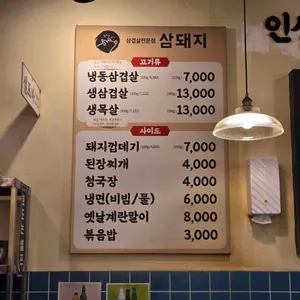 삼겹살전문점 삼돼지
고기류
냉동삼겹살 7,000
생삼겹살 13,000
생목살 13,000
사이드
돼지껍데기 7,000
된장찌개 4,000
청국장 4,000
냉면(비빔/물) 6,000
옛날계란말이 8,000
볶음밥 3,000
인